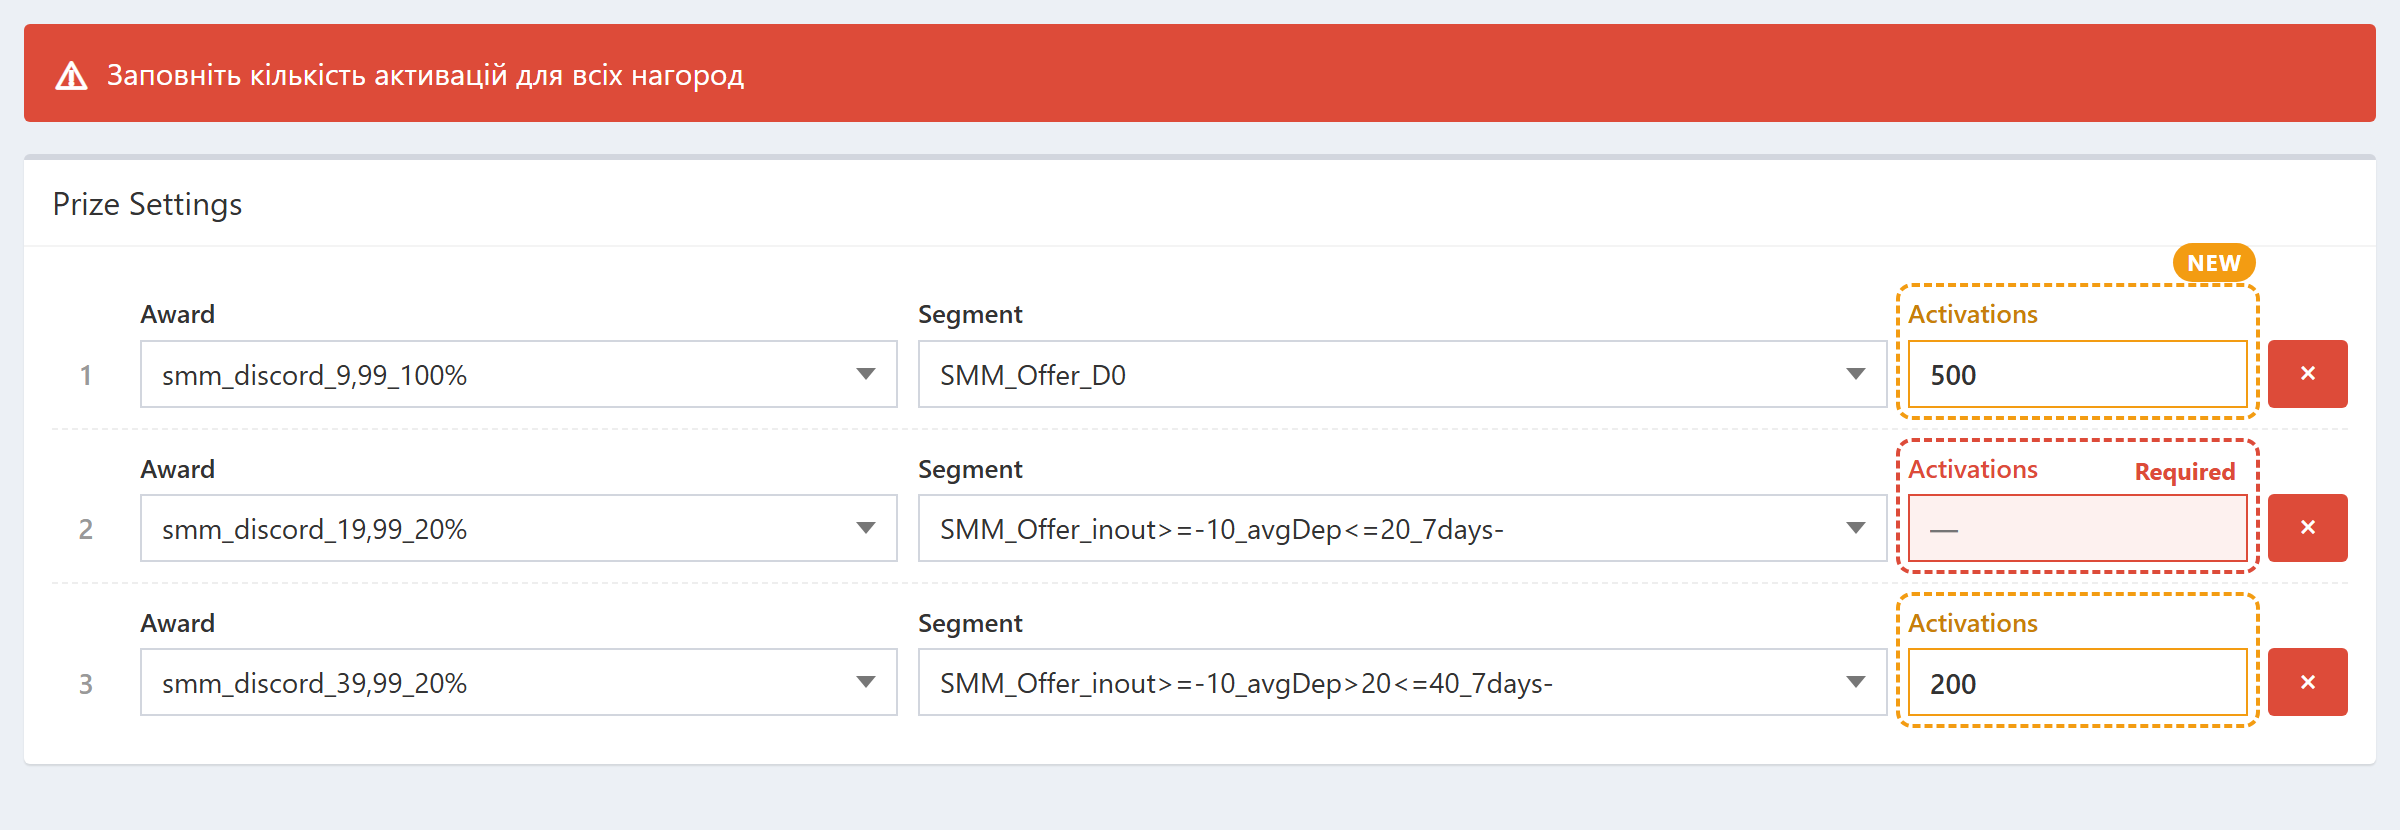 Заповніть кількість активацій для всіх нагород
Prize Settings
NEW
Award Segment Activations
1 smm_discord_9,99_100% SMM_Offer_D0 500 ×
Award Segment Activations Required
2 smm_discord_19,99_20% SMM_Offer_inout>=-10_avgDep<=20_7days- — ×
Award Segment Activations
3 smm_discord_39,99_20% SMM_Offer_inout>=-10_avgDep>20<=40_7days- 200 ×